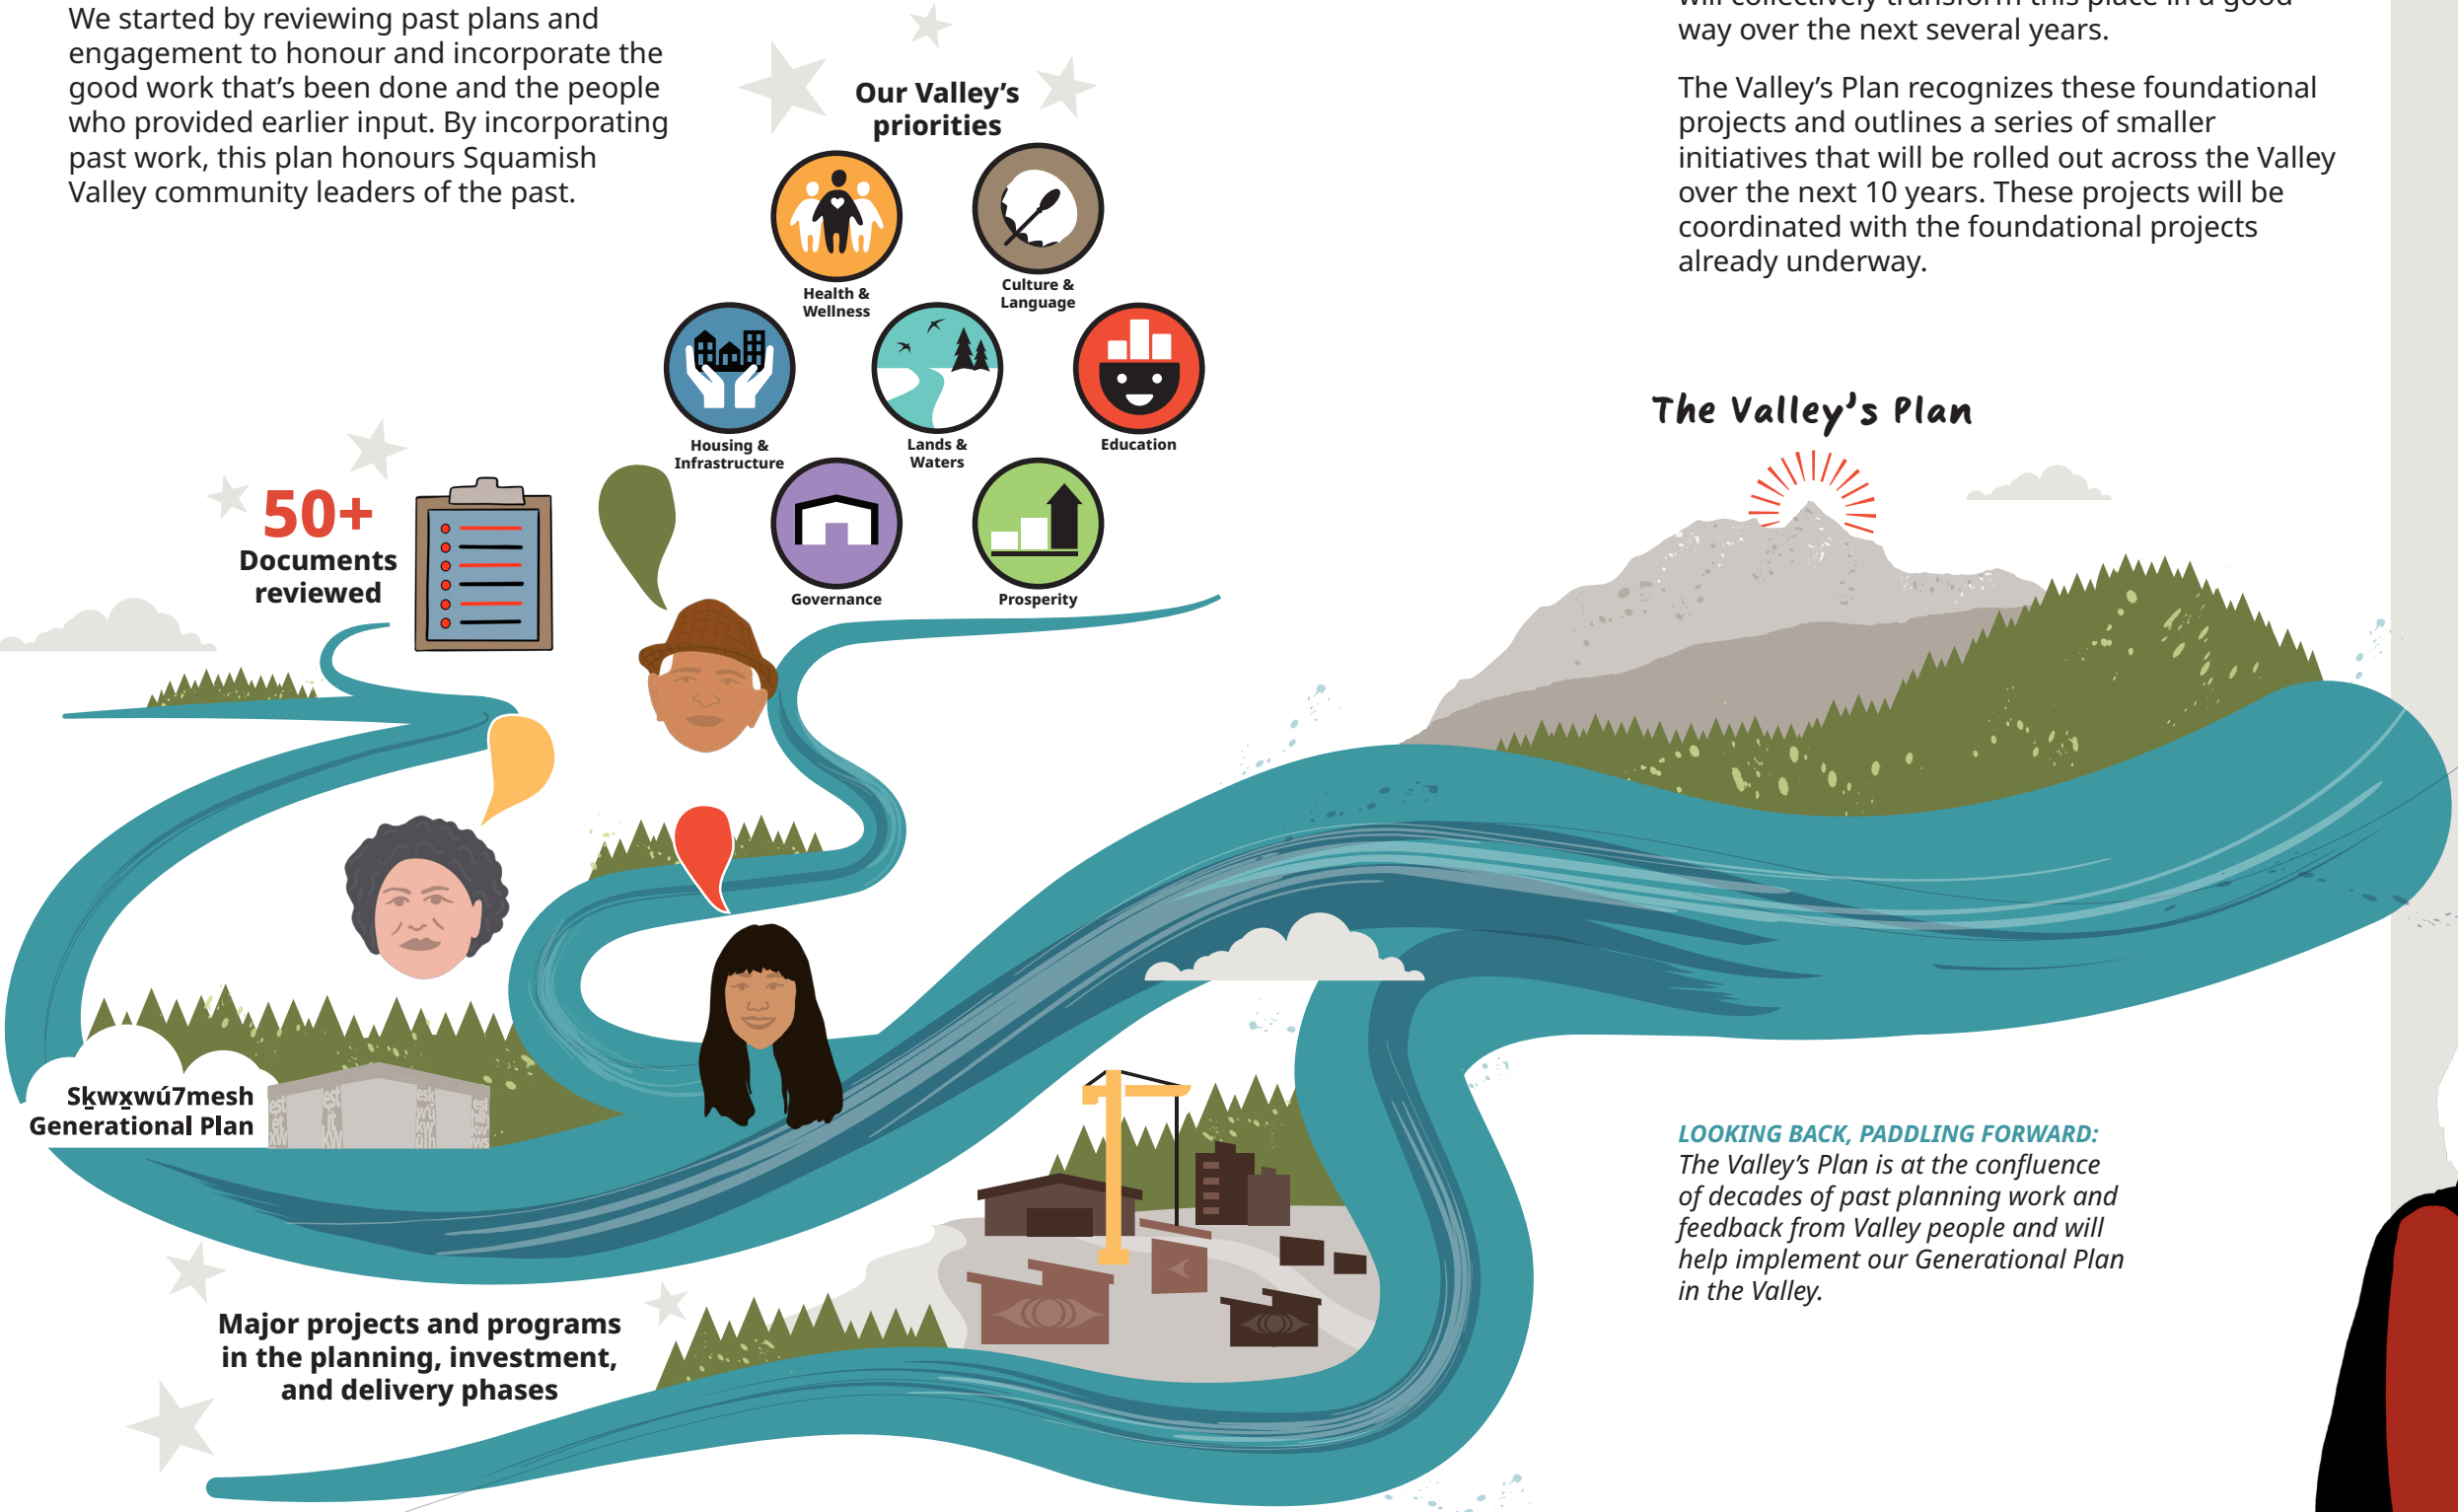 We started by reviewing past plans and
engagement to honour and incorporate the
good work that’s been done and the people
who provided earlier input. By incorporating
past work, this plan honours Squamish
Valley community leaders of the past.
Our Valley’s
priorities
Health &
Wellness
Culture &
Language
Housing &
Infrastructure
Lands &
Waters
Education
Governance
Prosperity
50+
Documents
reviewed
Sḵwx̱wú7mesh
Generational Plan
Major projects and programs
in the planning, investment,
and delivery phases
will collectively transform this place in a good
way over the next several years.
The Valley’s Plan recognizes these foundational
projects and outlines a series of smaller
initiatives that will be rolled out across the Valley
over the next 10 years. These projects will be
coordinated with the foundational projects
already underway.
The Valley’s Plan
LOOKING BACK, PADDLING FORWARD:
The Valley’s Plan is at the confluence
of decades of past planning work and
feedback from Valley people and will
help implement our Generational Plan
in the Valley.